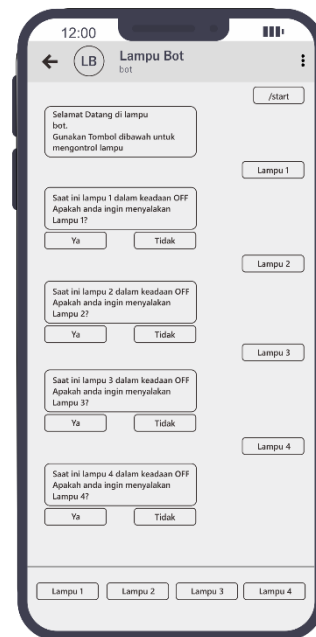 12:00
LB
Lampu Bot
bot
/start
Selamat Datang di lampu
bot.
Gunakan Tombol dibawah untuk
mengontrol lampu
Lampu 1
Saat ini lampu 1 dalam keadaan OFF
Apakah anda ingin menyalakan
Lampu 1?
Ya
Tidak
Lampu 2
Saat ini lampu 2 dalam keadaan OFF
Apakah anda ingin menyalakan
Lampu 2?
Ya
Tidak
Lampu 3
Saat ini lampu 3 dalam keadaan OFF
Apakah anda ingin menyalakan
Lampu 3?
Ya
Tidak
Lampu 4
Saat ini lampu 4 dalam keadaan OFF
Apakah anda ingin menyalakan
Lampu 4?
Ya
Tidak
Lampu 1
Lampu 2
Lampu 3
Lampu 4